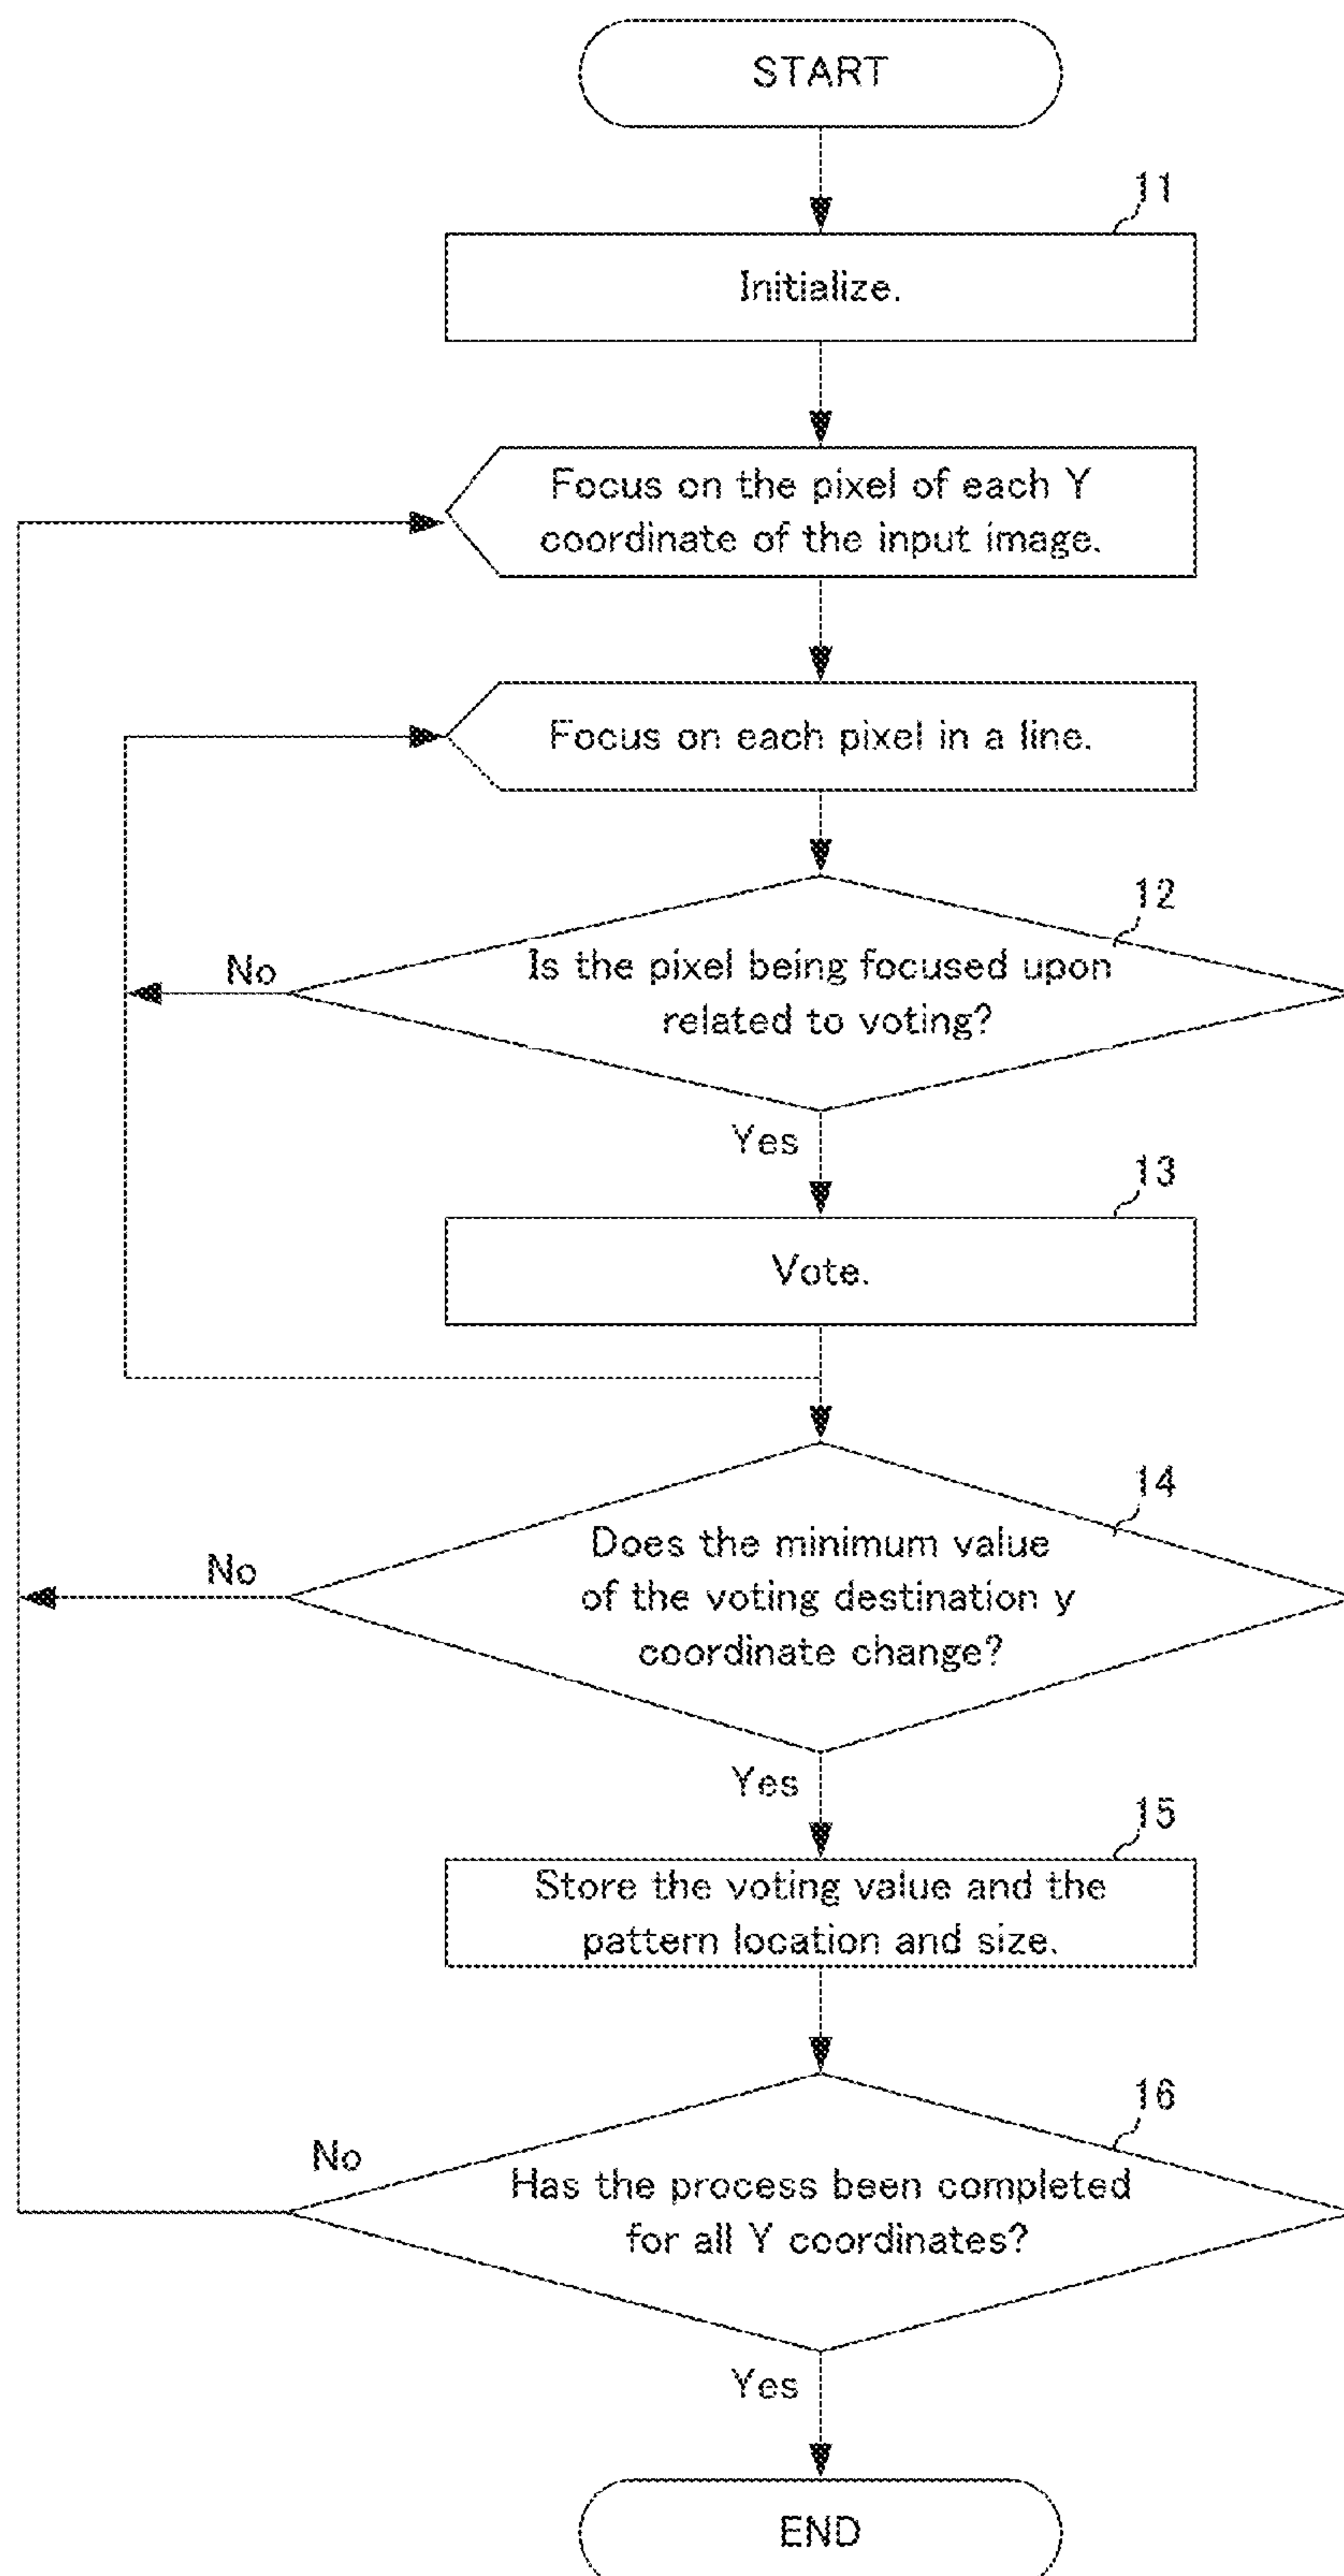 START
11
Initialize.
Focus on the pixel of each Y
coordinate of the input image.
Focus on each pixel in a line.
12
Is the pixel being focused upon
related to voting?
No
Yes
13
Vote.
14
Does the minimum value
of the voting destination y
coordinate change?
No
Yes
15
Store the voting value and the
pattern location and size.
16
No
Has the process been completed
for all Y coordinates?
Yes
END